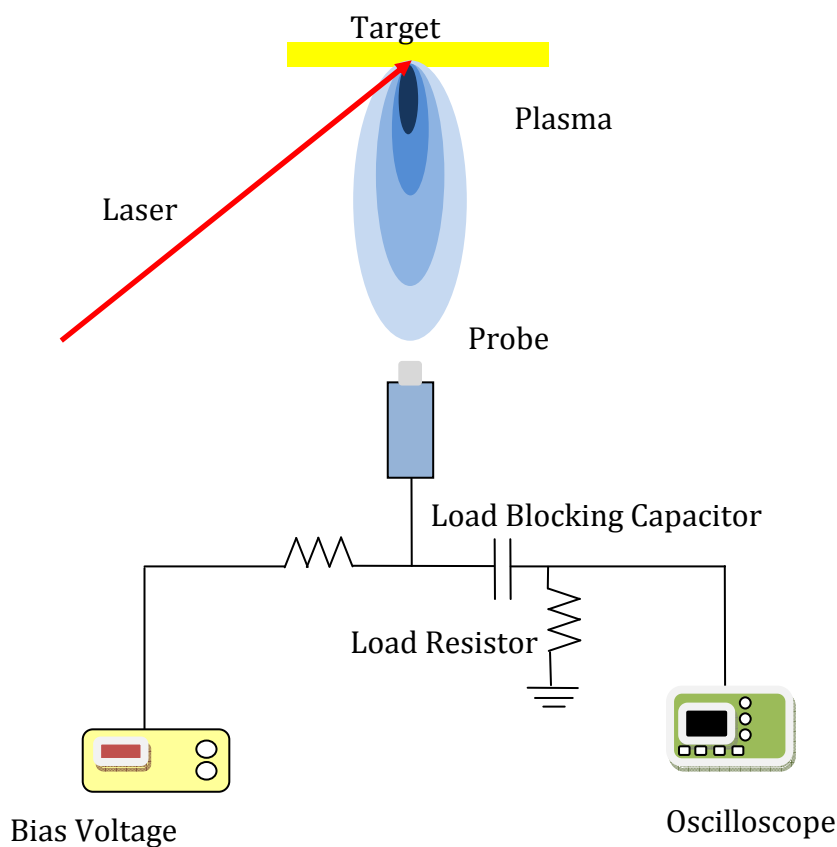 Target
Plasma
Laser
Probe
Load Blocking Capacitor
Load Resistor
Bias Voltage
Oscilloscope